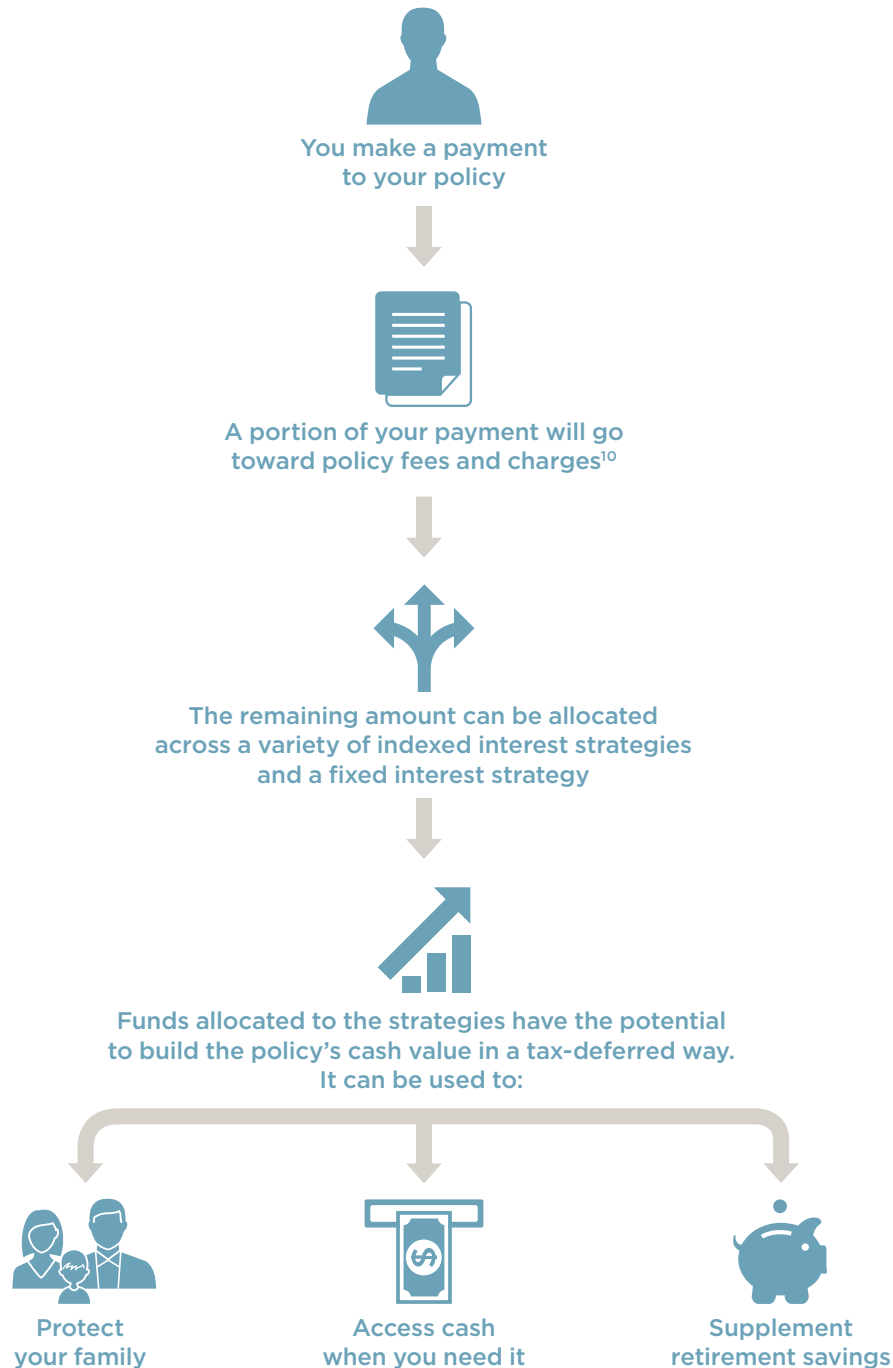 You make a payment
to your policy
A portion of your payment will go
toward policy fees and charges¹⁰
The remaining amount can be allocated
across a variety of indexed interest strategies
and a fixed interest strategy
Funds allocated to the strategies have the potential
to build the policy’s cash value in a tax-deferred way.
It can be used to:
$
Protect
your family
Access cash
when you need it
Supplement
retirement savings